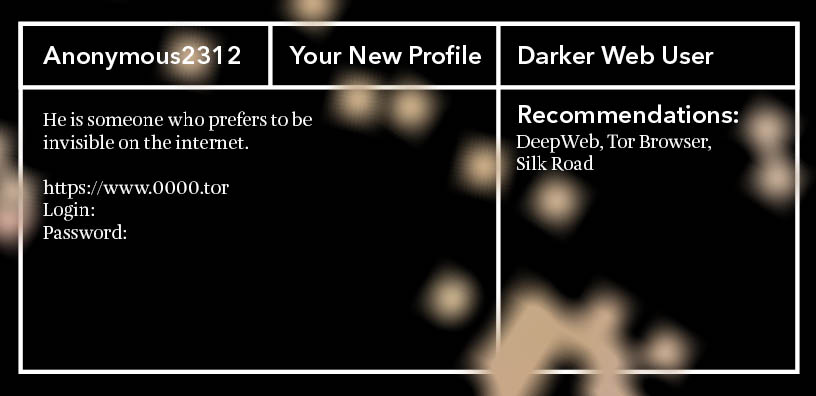 Anonymous2312
Your New Profile
Darker Web User
He is someone who prefers to be
invisible on the internet.
https://www.0000.tor
Login:
Password:
Recommendations:
DeepWeb, Tor Browser,
Silk Road